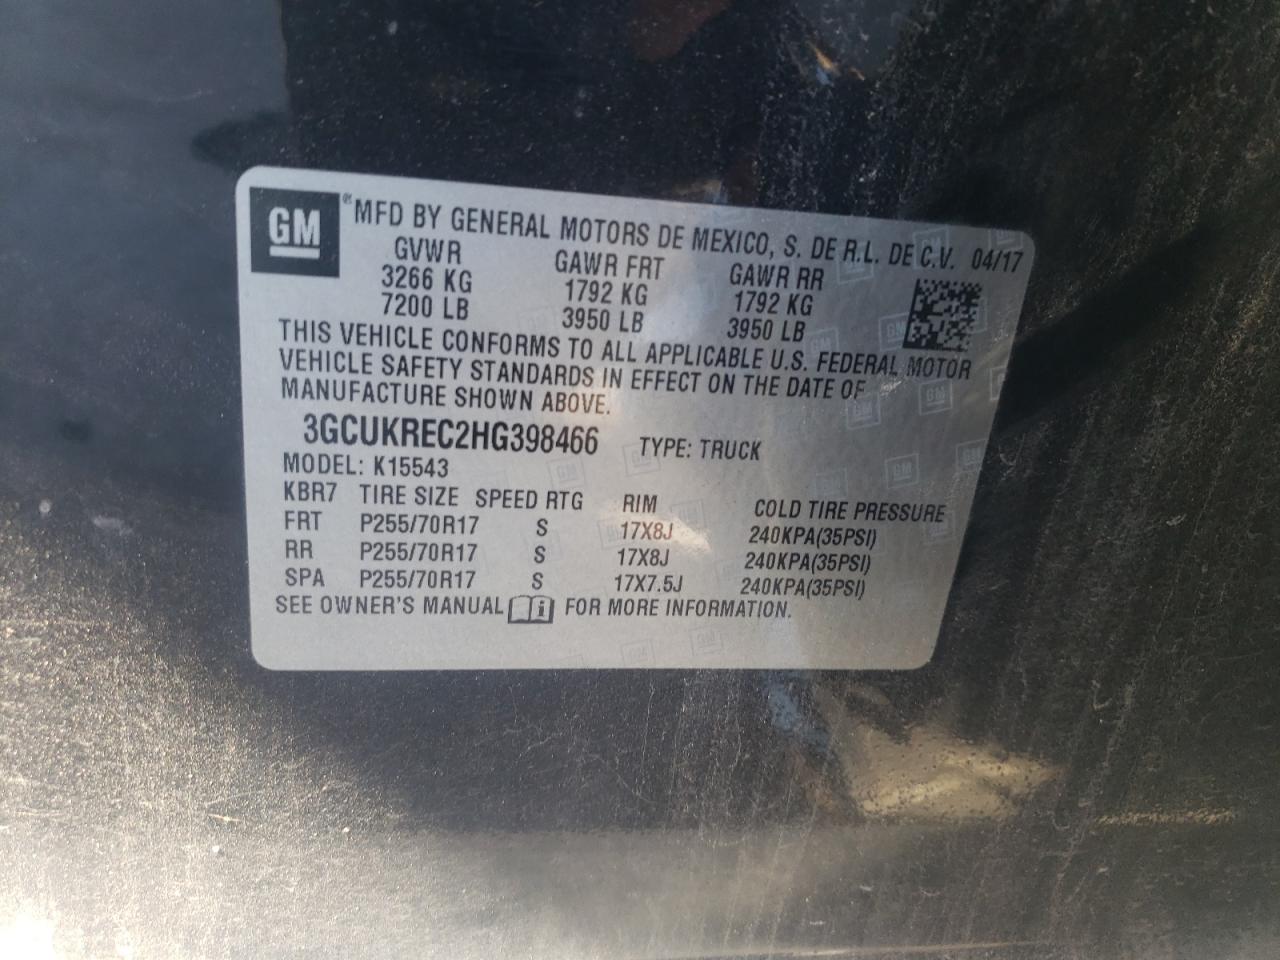 GM ® MFD BY GENERAL MOTORS DE MEXICO, S. DE R.L. DE C.V. 04/17
GVWR GAWR FRT GAWR RR
3266 KG 1792 KG 1792 KG
7200 LB 3950 LB 3950 LB
THIS VEHICLE CONFORMS TO ALL APPLICABLE U.S. FEDERAL MOTOR
VEHICLE SAFETY STANDARDS IN EFFECT ON THE DATE OF
MANUFACTURE SHOWN ABOVE.
3GCUKREC2HG398466 TYPE: TRUCK
MODEL: K15543
KBR7 TIRE SIZE SPEED RTG RIM COLD TIRE PRESSURE
FRT P255/70R17 S 17X8J 240KPA(35PSI)
RR P255/70R17 S 17X8J 240KPA(35PSI)
SPA P255/70R17 S 17X7.5J 240KPA(35PSI)
SEE OWNER'S MANUAL i FOR MORE INFORMATION.